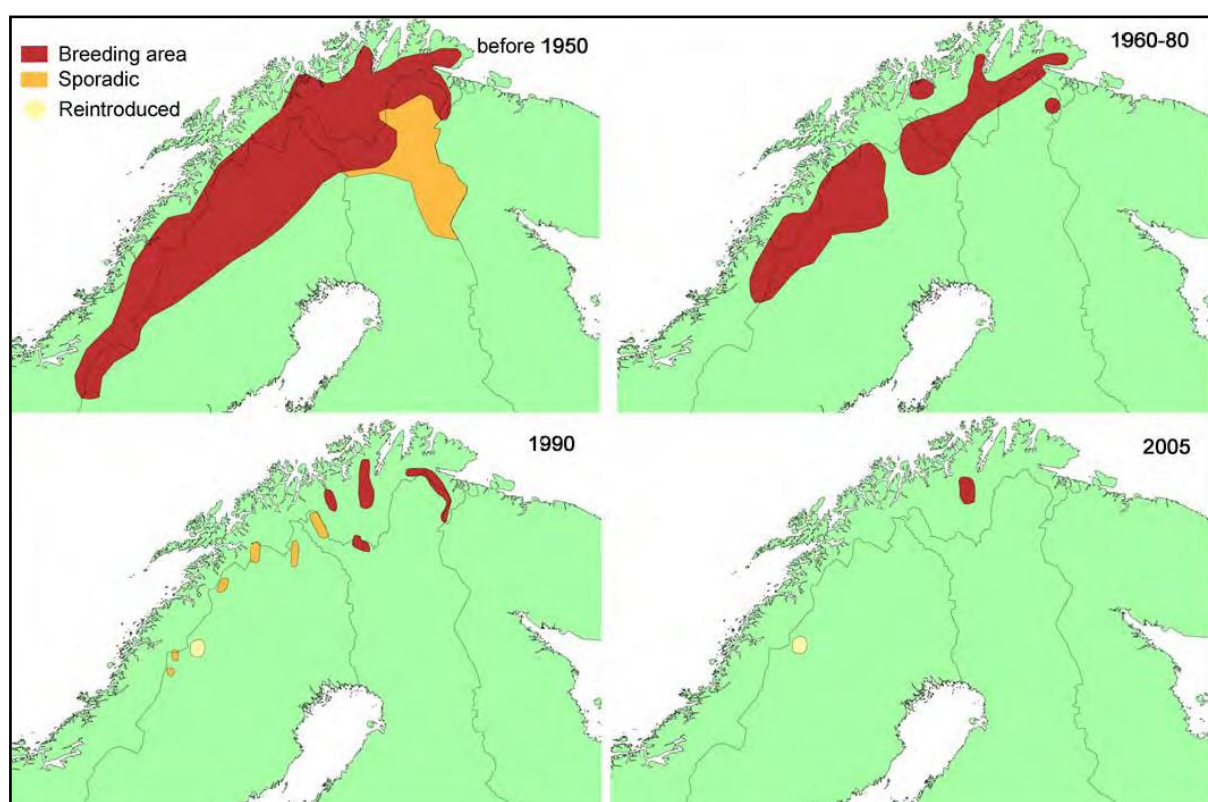 Breeding area
Sporadic
Reintroduced
before 1950
1960-80
1990
2005